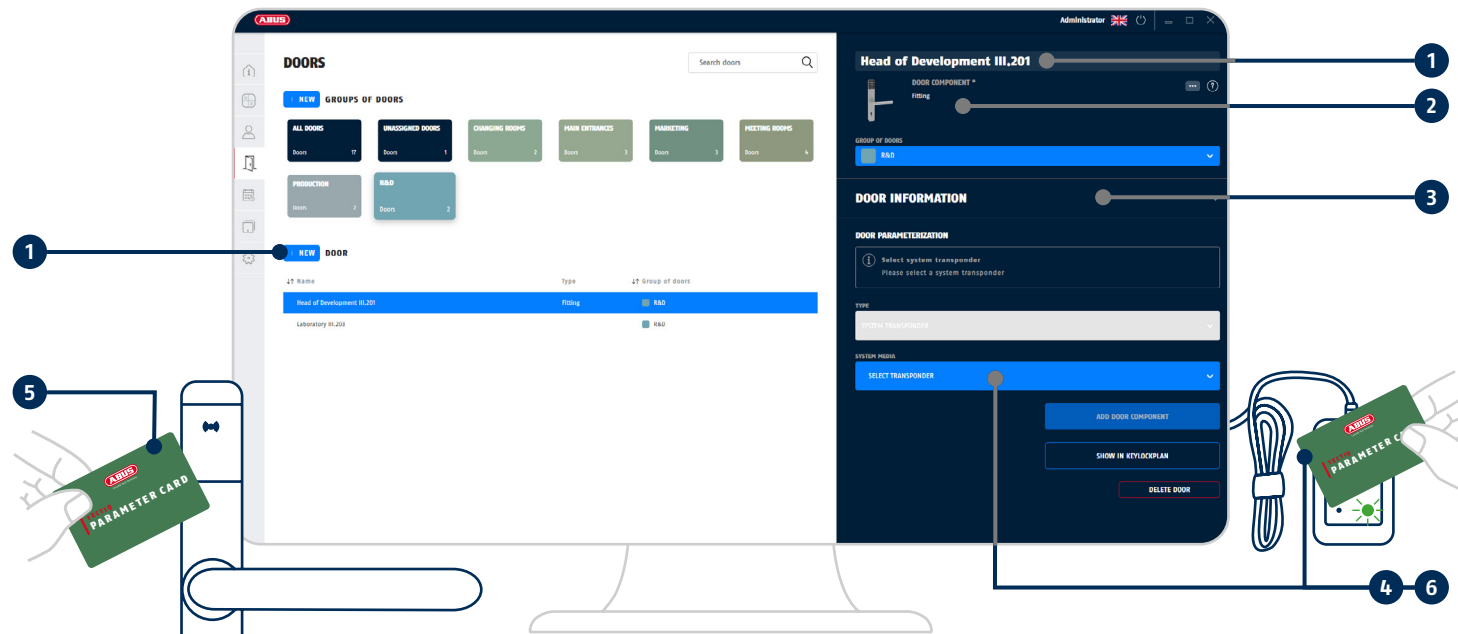 ABUS
Administrator
DOORS
Search doors
NEW GROUPS OF DOORS
ALL DOORS
Doors 17
UNASSIGNED DOORS
Doors 1
CHANGING ROOMS
Doors 2
MAIN ENTRANCES
Doors 3
MARKETING
Doors 3
MEETING ROOMS
Doors 4
PRODUCTION
Doors 2
R&D
Doors 2
1
NEW DOOR
Name Type Group of doors
Head of Development III.201 Fitting R&D
Laboratory III.203 R&D
Head of Development III.201
1
DOOR COMPONENT *
Fitting
2
GROUP OF DOORS
R&D
DOOR INFORMATION
3
DOOR PARAMETERIZATION
Select system transponder
Please select a system transponder
TYPE
SYSTEM TRANSPONDER
SYSTEM MEDIA
SELECT TRANSPONDER
ADD DOOR COMPONENT
SHOW IN KEYLOCKPLAN
DELETE DOOR
5
ABUS
PARAMETER CARD
ABUS
PARAMETER C
4
6